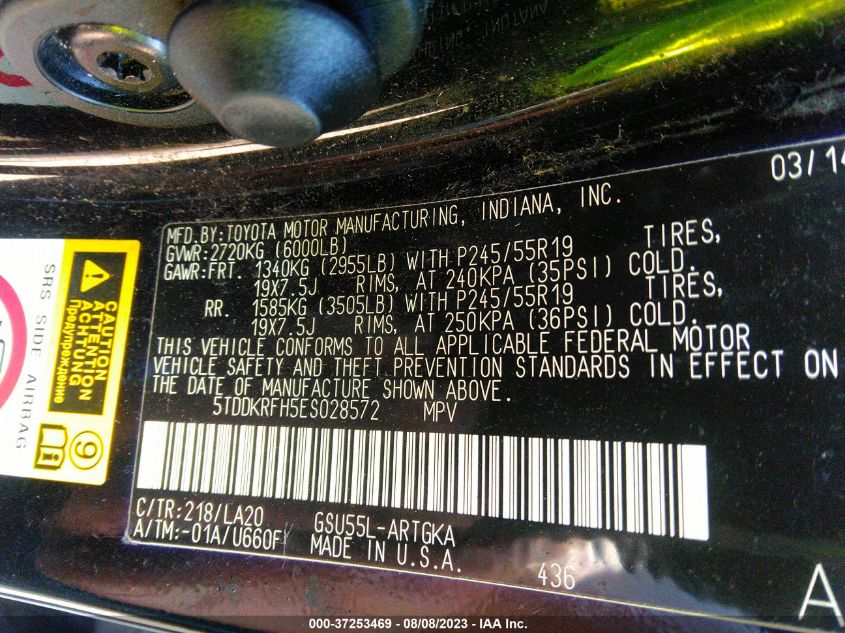 03/14
MFD.BY:TOYOTA MOTOR MANUFACTURING, INDIANA, INC.
GVWR:2720KG (6000LB)
GAWR:FRT. 1340KG (2955LB) WITH P245/55R19 TIRES,
19X7.5J RIMS, AT 240KPA (35PSI) COLD.
RR. 1585KG (3505LB) WITH P245/55R19 TIRES,
19X7.5J RIMS, AT 250KPA (36PSI) COLD.
THIS VEHICLE CONFORMS TO ALL APPLICABLE FEDERAL MOTOR
VEHICLE SAFETY AND THEFT PREVENTION STANDARDS IN EFFECT ON
THE DATE OF MANUFACTURE SHOWN ABOVE.
5TDDKRFH5ES028572 MPV
C/TR:218/LA20 GSU55L-ARTGKA
A/TM:-01A/U660F MADE IN U.S.A.
436
A
CAUTION
ATTENTION
ACHTUNG
Предупреждение
SRS SIDE AIRBAG
9
i
000-37253469 - 08/08/2023 - IAA Inc.